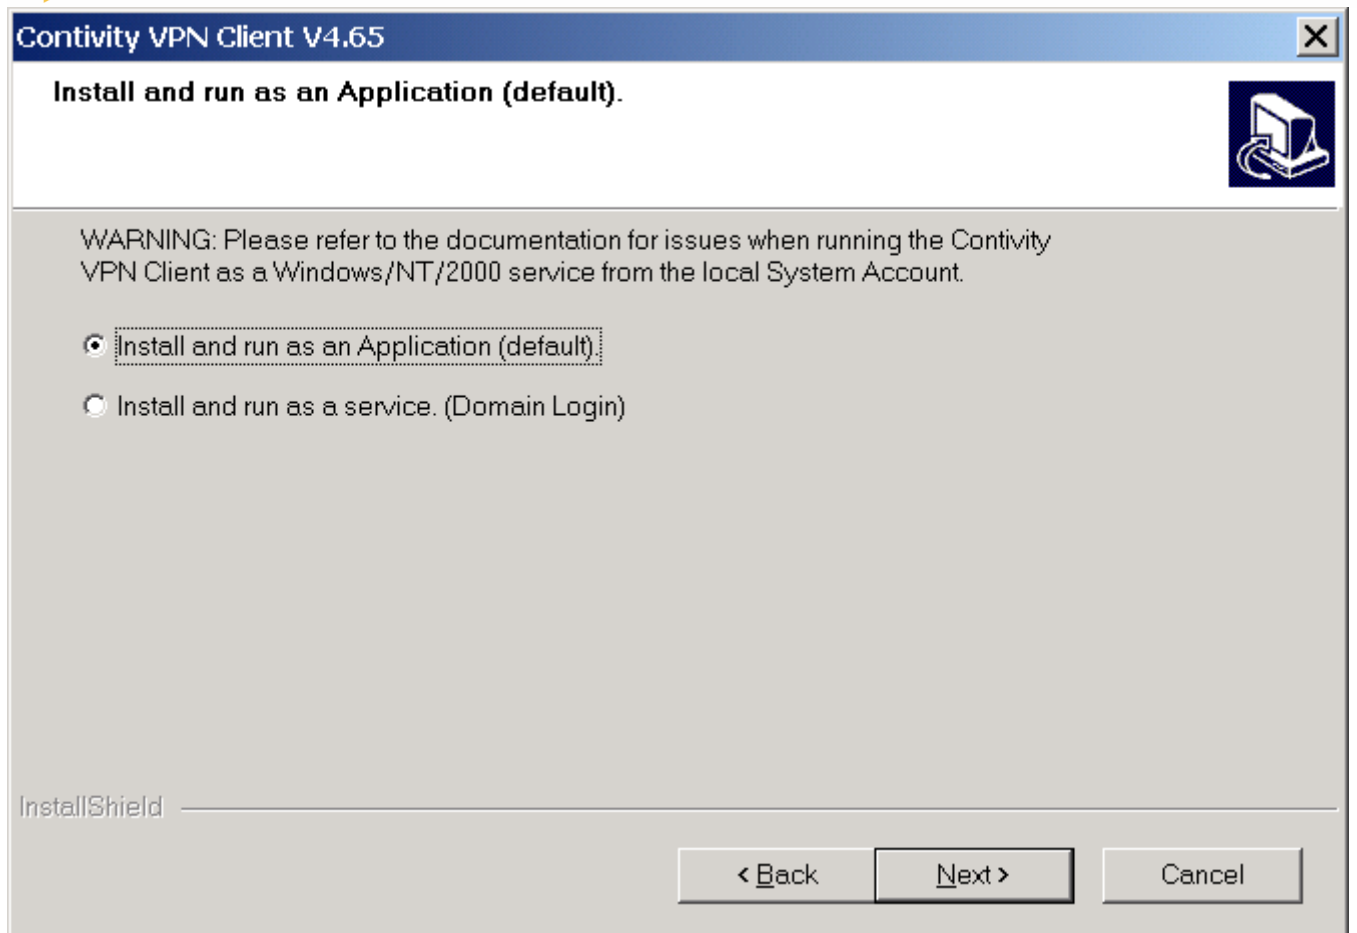 Contivity VPN Client V4.65
Install and run as an Application (default).
WARNING: Please refer to the documentation for issues when running the Contivity
VPN Client as a Windows/NT/2000 service from the local System Account.
Install and run as an Application (default).
Install and run as a service. (Domain Login)
InstallShield
< Back Next > Cancel